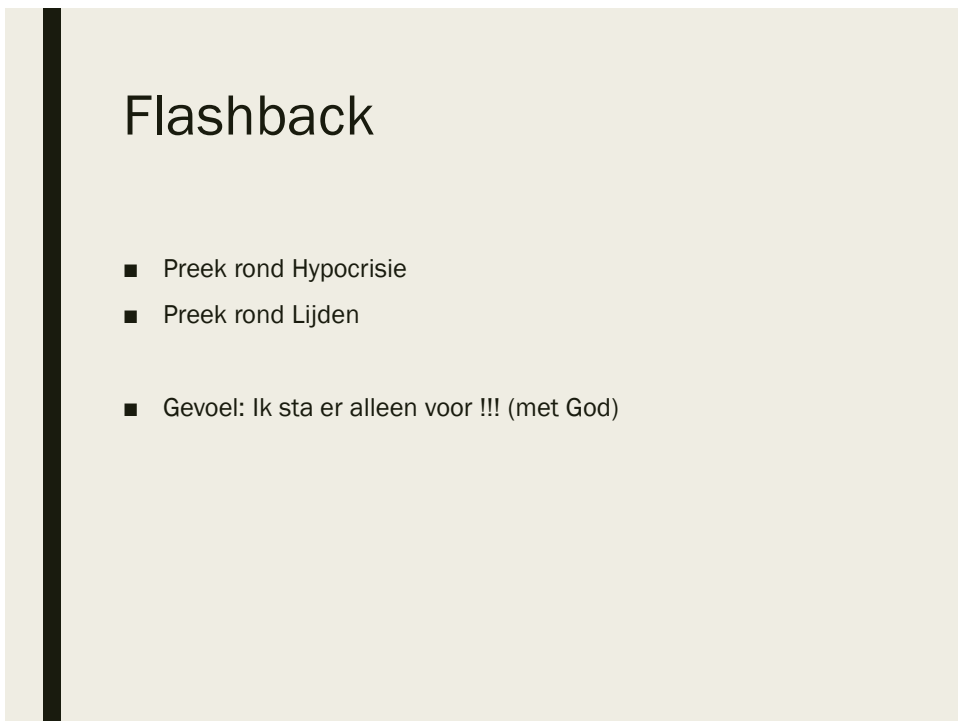 Flashback
■ Preek rond Hypocrisie
■ Preek rond Lijden
■ Gevoel: Ik sta er alleen voor !!! (met God)